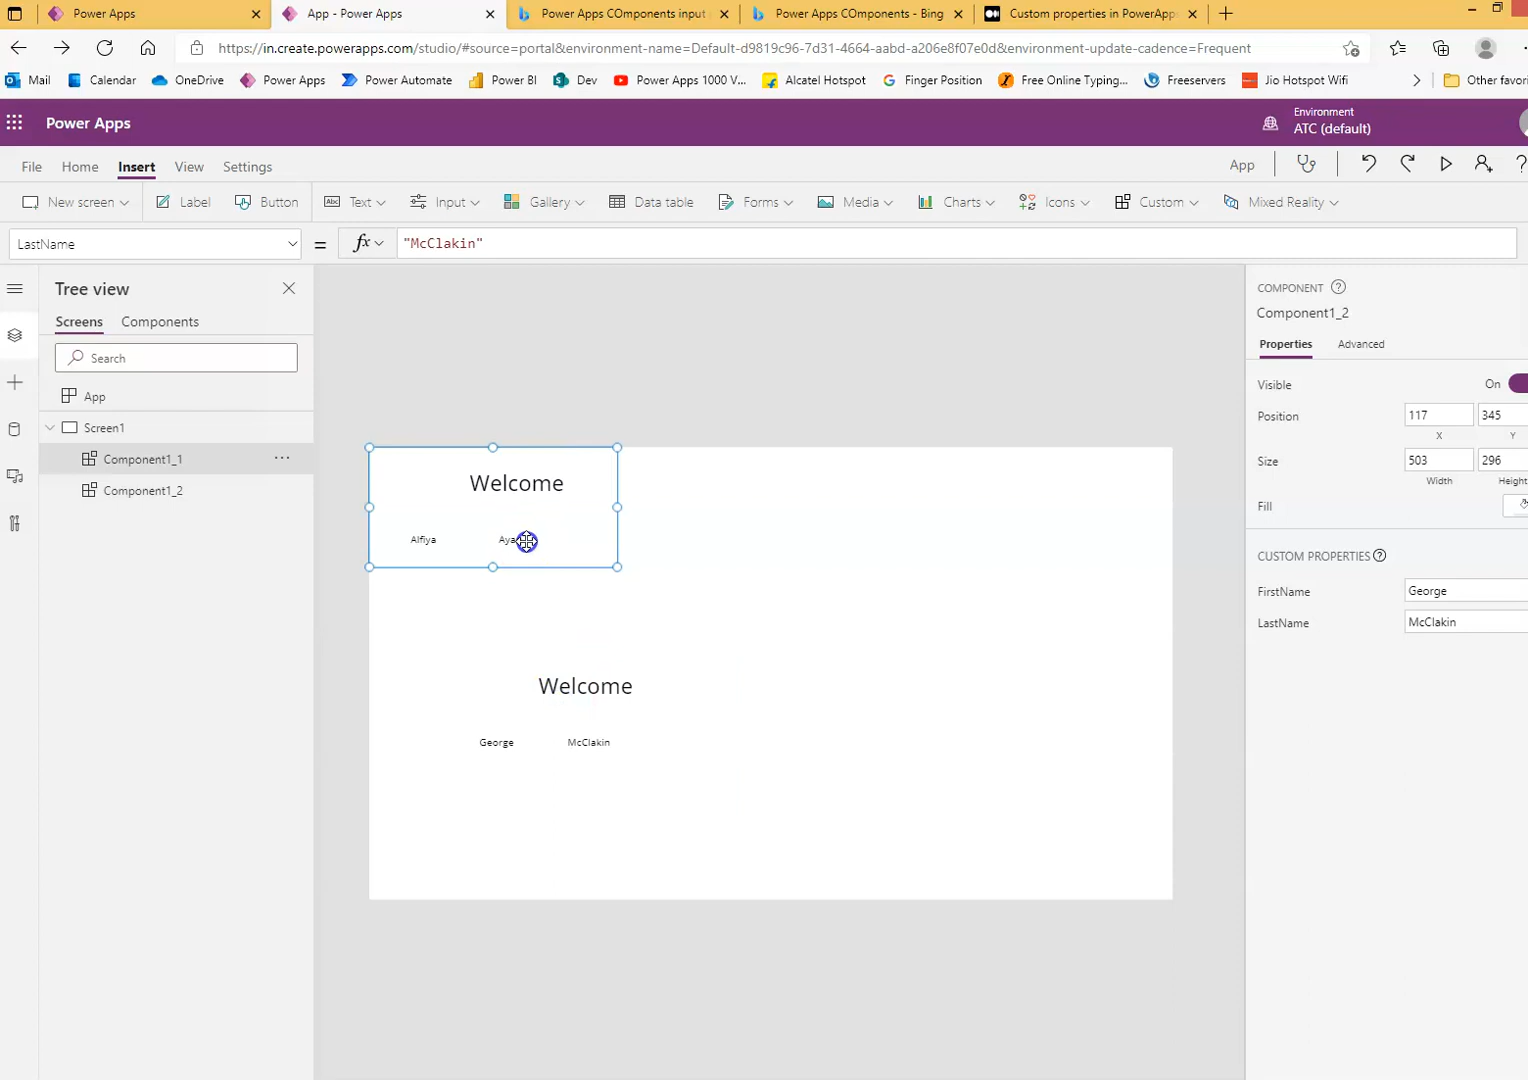 Power Apps
App - Power Apps
Power Apps COmponents input
Power Apps COmponents - Bing
Custom properties in PowerApp
https://in.create.powerapps.com/studio/#source=portal&environment-name=Default-d9819c96-7d31-4664-aabd-a206e8f07e0d&environment-update-cadence=Frequent
Mail
Calendar
OneDrive
Power Apps
Power Automate
Power BI
Dev
Power Apps 1000 V...
Alcatel Hotspot
Finger Position
Free Online Typing...
Freeservers
Jio Hotspot Wifi
Other favori
Power Apps
Environment
ATC (default)
File
Home
Insert
View
Settings
App
New screen
Label
Button
Text
Input
Gallery
Data table
Forms
Media
Charts
Icons
Custom
Mixed Reality
LastName
=
fx
"McClakin"
Tree view
Screens
Components
Search
App
Screen1
Component1_1
...
Component1_2
Welcome
Alfiya
Welcome
George
McClakin
COMPONENT
Component1_2
Properties
Advanced
Visible
On
Position
117
345
X
Y
Size
503
296
Width
Height
Fill
CUSTOM PROPERTIES
FirstName
George
LastName
McClakin